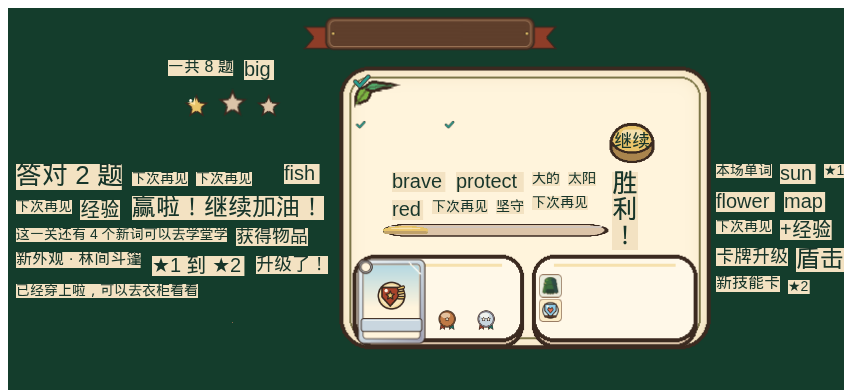 一共 8 题 big
继续
答对 2 题 下次再见 下次再见 fish
下次再见 经验 赢啦！继续加油！
这一关还有 4 个新词可以去学堂学 获得物品
新外观 · 林间斗篷 ★1 到 ★2 升级了！
已经穿上啦，可以去衣柜看看
brave protect 大的 太阳
red 下次再见 坚守 下次再见
胜利！
本场单词 sun ★1
flower map
下次再见 +经验
卡牌升级 盾击
新技能卡 ★2